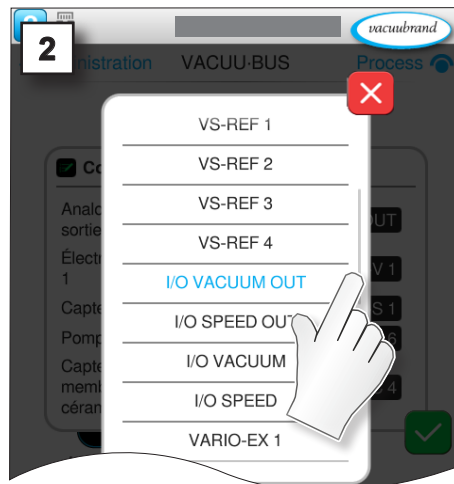 2
vacuubrand
nistration VACUU·BUS Process
VS-REF 1
VS-REF 2
VS-REF 3
VS-REF 4
I/O VACUUM OUT
I/O SPEED OUT
I/O VACUUM
I/O SPEED
VARIO-EX 1
Co
Analo
sortie
UT
Électr
1
V 1
Capte
S 1
Pomp
6
Capte
memb
céran
S 4